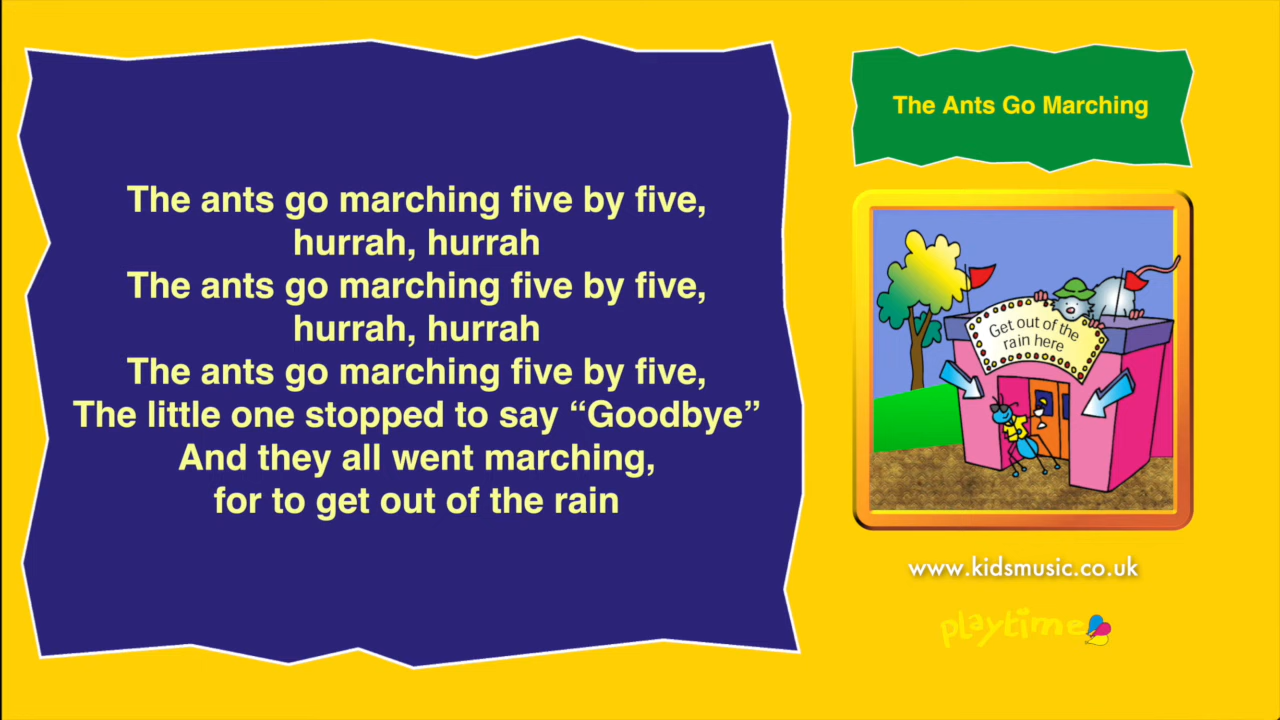 The ants go marching five by five,
hurrah, hurrah
The ants go marching five by five,
hurrah, hurrah
The ants go marching five by five,
The little one stopped to say “Goodbye”
And they all went marching,
for to get out of the rain
The Ants Go Marching
Get out of the
rain here
www.kidsmusic.co.uk
playtime